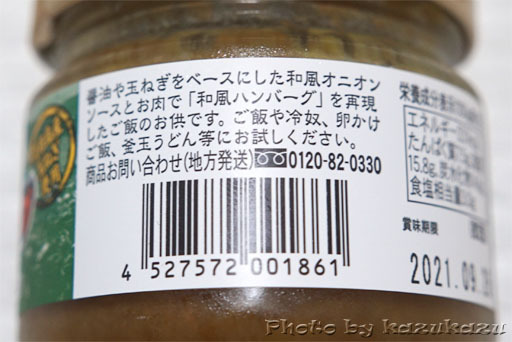 醤油や玉ねぎをベースにした和風オニオン
ソースとお肉で「和風ハンバーグ」を再現
したご飯のお供です。ご飯や冷奴、卵かけ
ご飯、釜玉うどん等にお試しください。
商品お問い合わせ(地方発送)0120-82-0330
4 527572 001861
栄養成分表示
エネルギー
たんぱく質
15.8g、炭水化物
食塩相当量
賞味期限
2021.09.
Photo by kazukazu